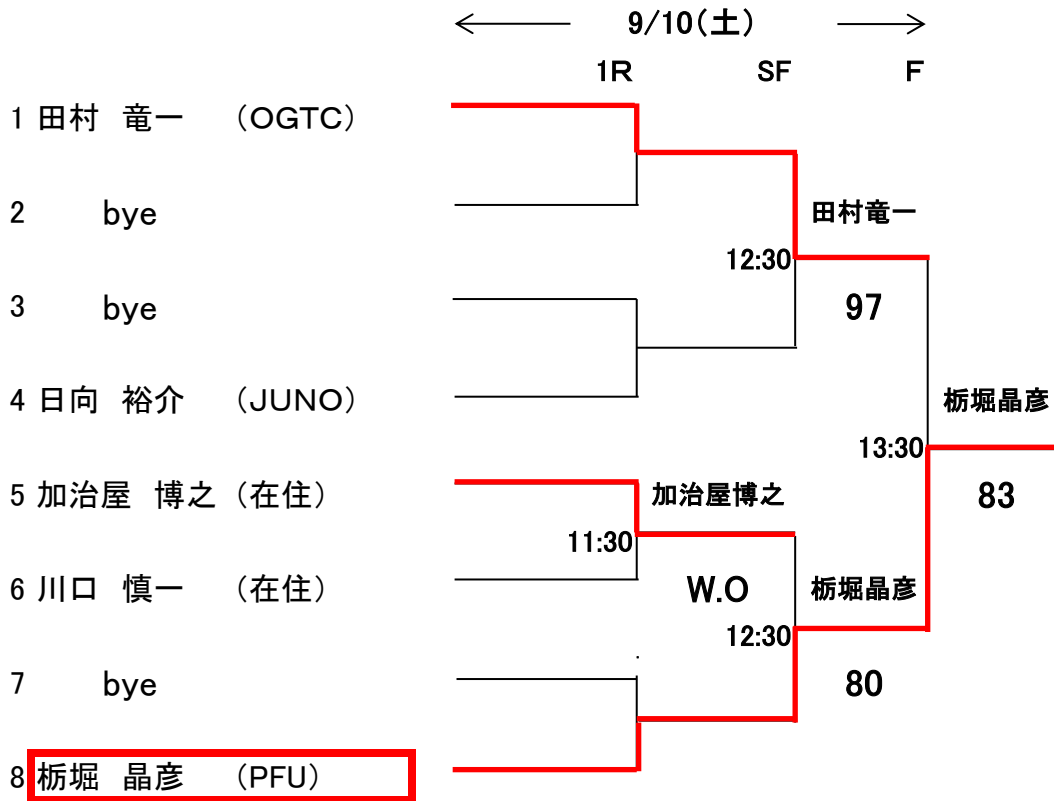 9/10(土)
1R SF F
1 田村 竜一 （OGTC）
2 bye
田村竜一
12:30
3 bye
97
4 日向 裕介 （JUNO）
栃堀晶彦
13:30
5 加治屋 博之 （在住）
加治屋博之
83
11:30
6 川口 慎一 （在住）
W.O
栃堀晶彦
12:30
7 bye
80
8 栃堀 晶彦 （PFU）